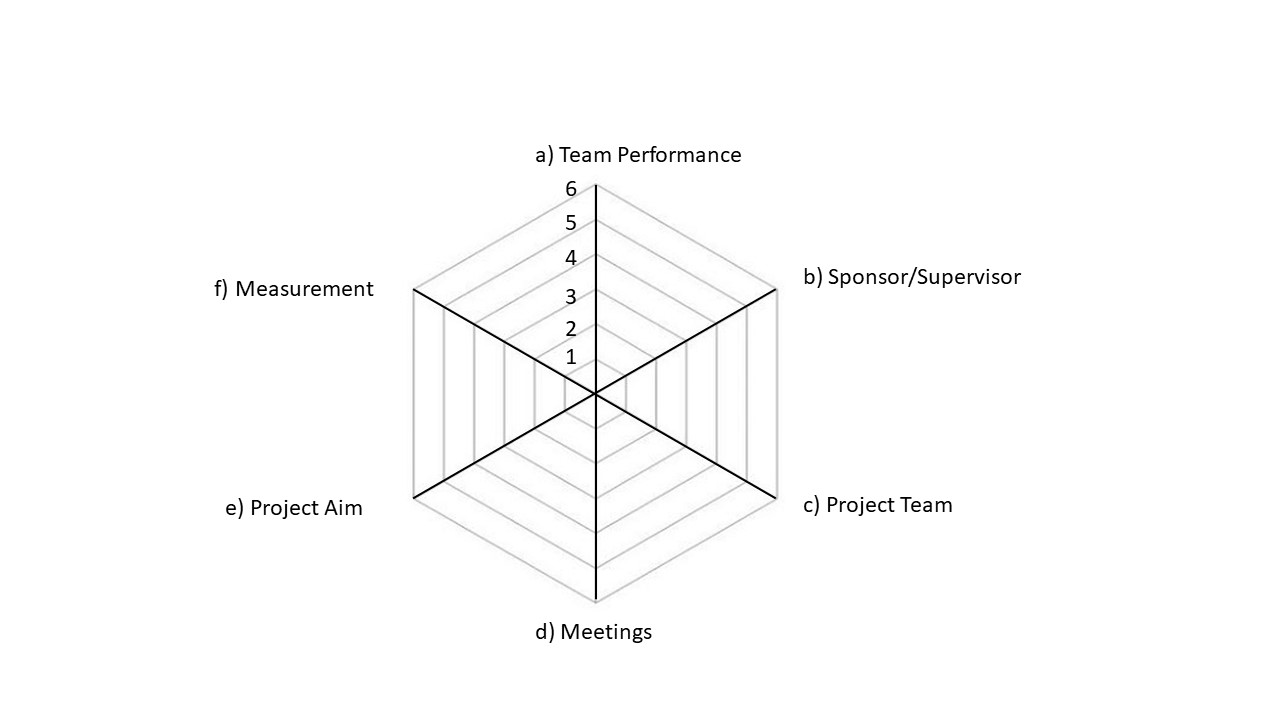 a) Team Performance
6
5
4
3
2
1
b) Sponsor/Supervisor
f) Measurement
c) Project Team
e) Project Aim
d) Meetings